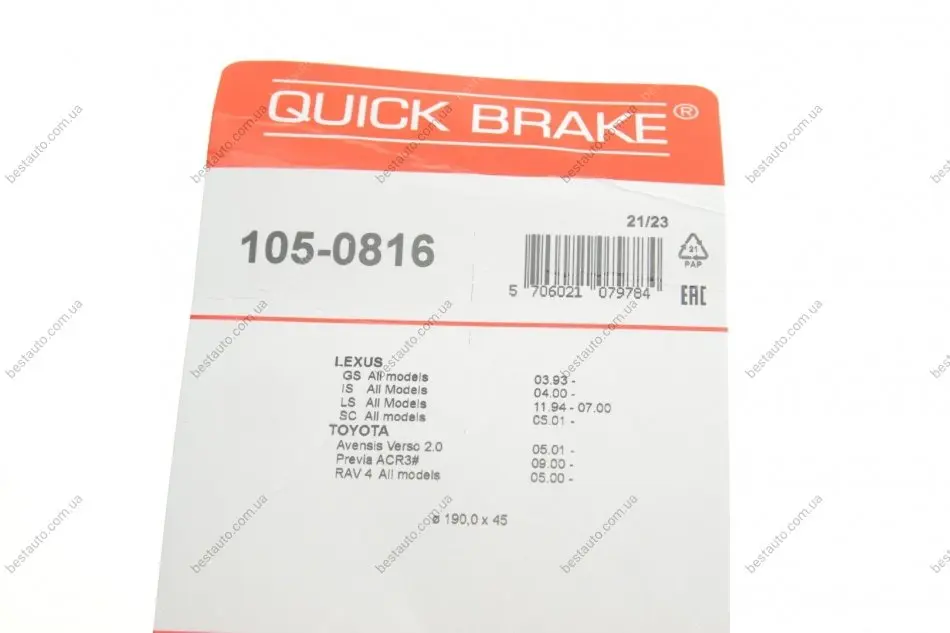 QUICK BRAKE®
21/23
105-0816
21
PAP
5 706021 079784
EAC
LEXUS
GS All models 03.93 -
IS All Models 04.00 -
LS All Models 11.94 - 07.00
SC All models 05.01 -
TOYOTA
Avensis Verso 2.0 05.01 -
Previa ACR3# 09.00 -
RAV 4 All models 05.00 -
ø 190,0 x 45
bestauto.com.ua